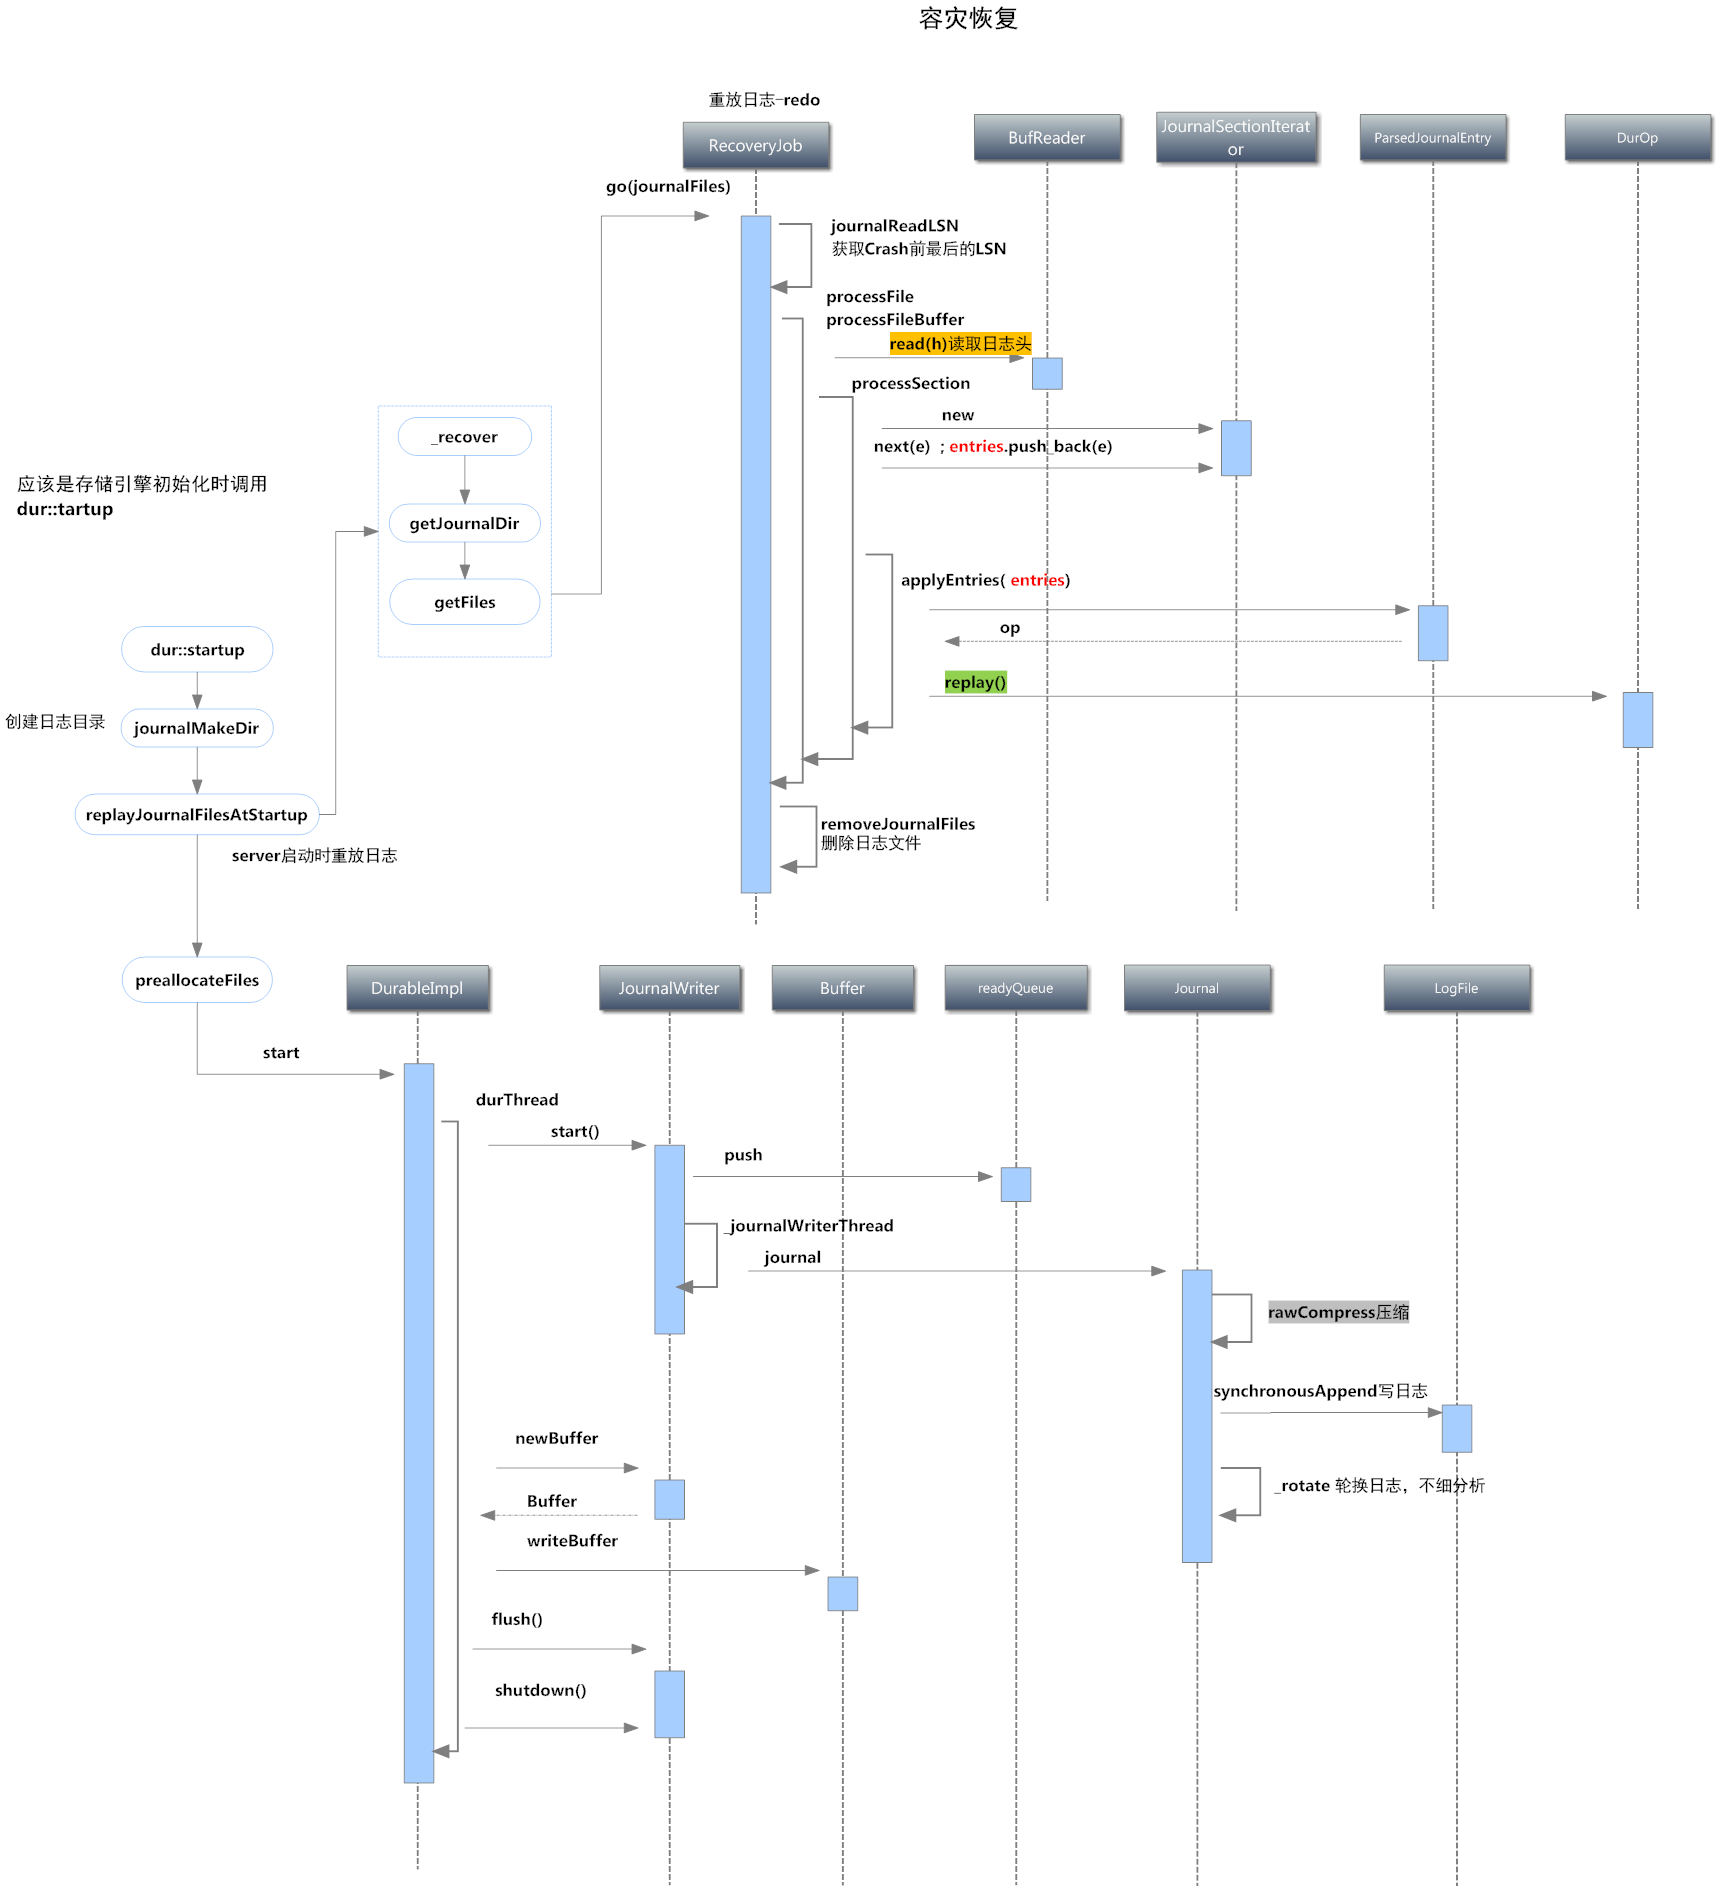 容灾恢复
重放日志-redo
RecoveryJob
BufReader
JournalSectionIterat
or
ParsedJournalEntry
DurOp
go(journalFiles)
journalReadLSN
获取Crash前最后的LSN
processFile
processFileBuffer
read(h)读取日志头
processSection
new
next(e) ; entries.push_back(e)
_recover
getJournalDir
getFiles
应该是存储引擎初始化时调用
dur::tartup
applyEntries( entries)
op
replay()
dur::startup
创建日志目录
journalMakeDir
replayJournalFilesAtStartup
server启动时重放日志
removeJournalFiles
删除日志文件
preallocateFiles
DurableImpl
JournalWriter
Buffer
readyQueue
Journal
LogFile
start
durThread
start()
push
_journalWriterThread
journal
rawCompress压缩
synchronousAppend写日志
newBuffer
_rotate 轮换日志，不细分析
Buffer
writeBuffer
flush()
shutdown()